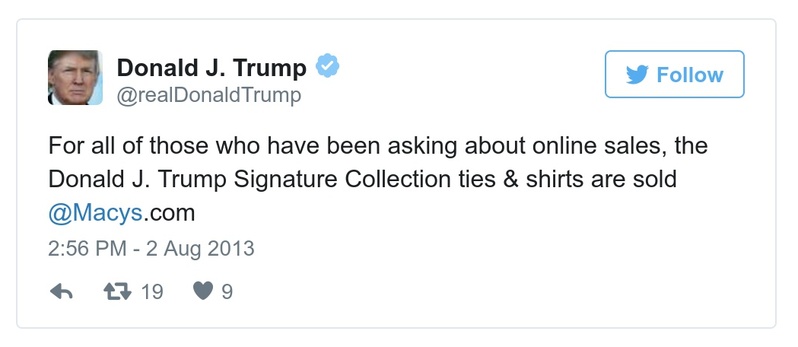 Donald J. Trump
@realDonaldTrump
Follow
For all of those who have been asking about online sales, the
Donald J. Trump Signature Collection ties & shirts are sold
@Macys.com
2:56 PM - 2 Aug 2013
19 9